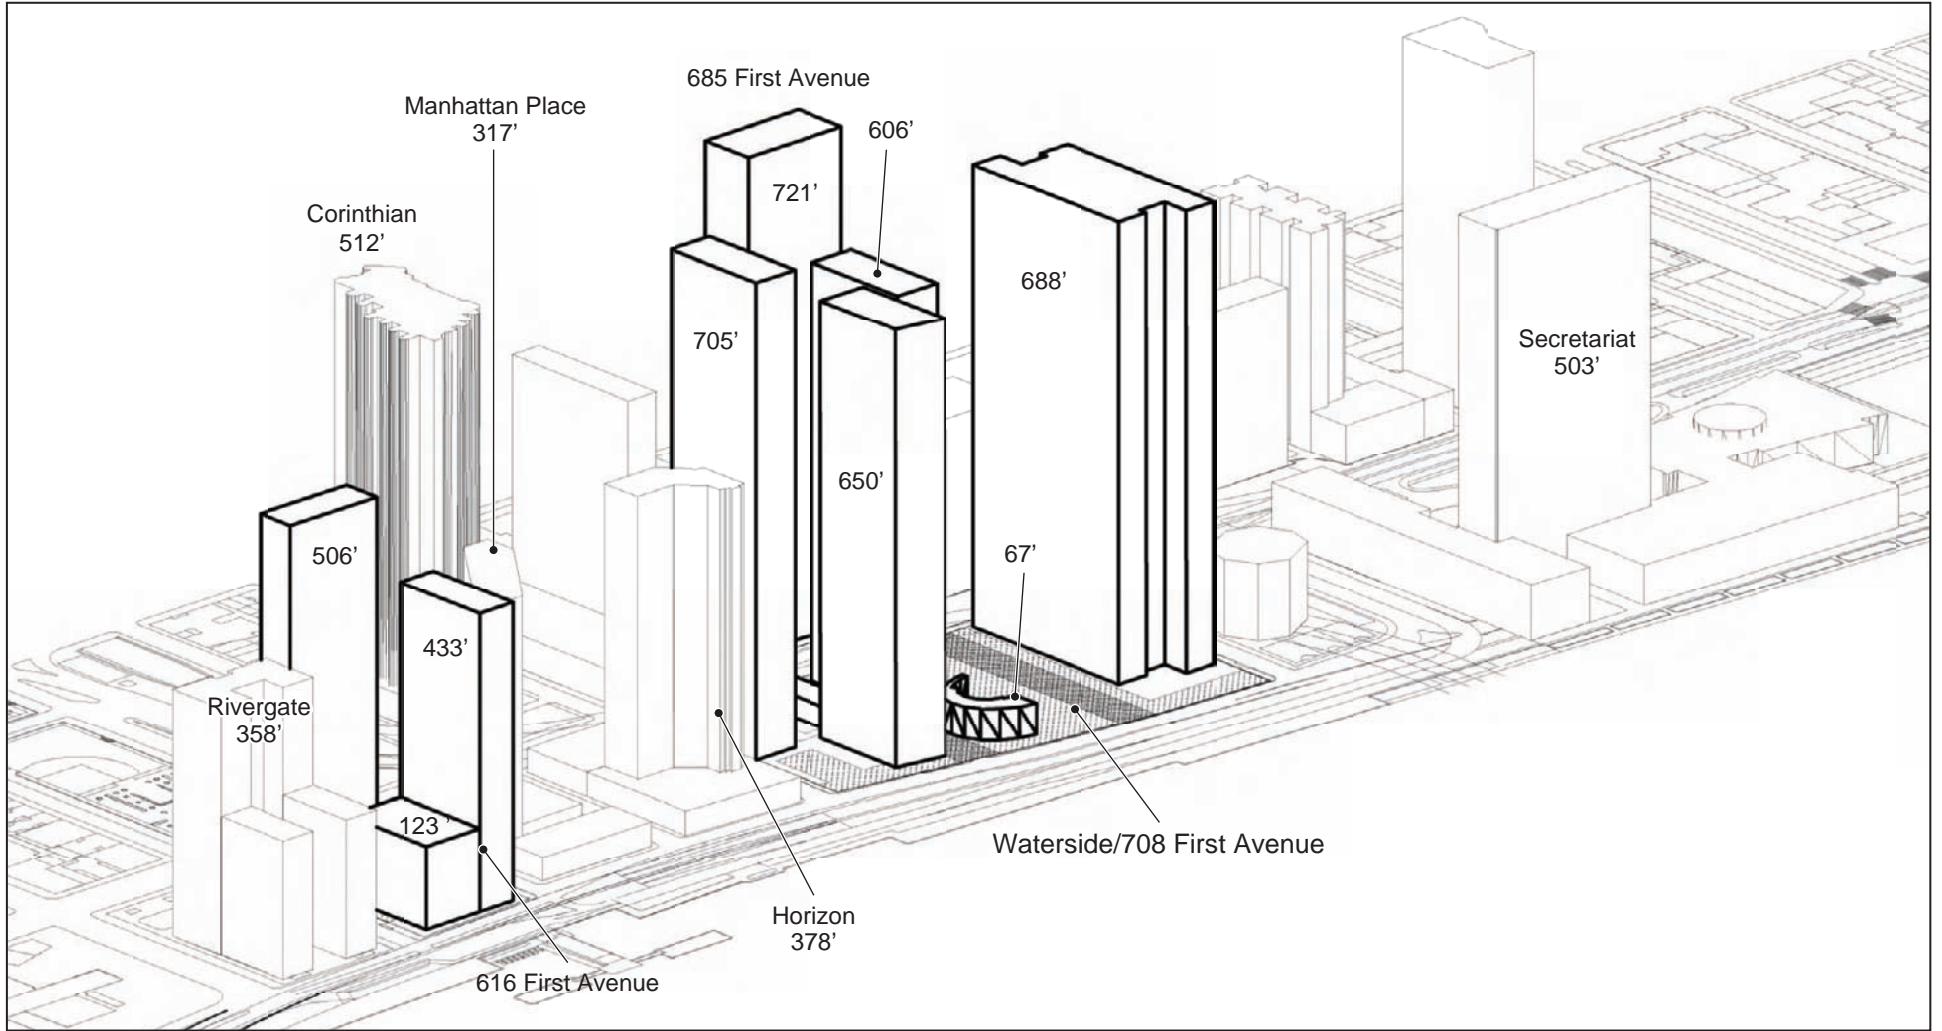 685 First Avenue
Manhattan Place
317’
606’
721’
Corinthian
512’
688’
705’
Secretariat
503’
650’
506’
67’
433’
Rivergate
358’
123’
Waterside/708 First Avenue
Horizon
378’
616 First Avenue